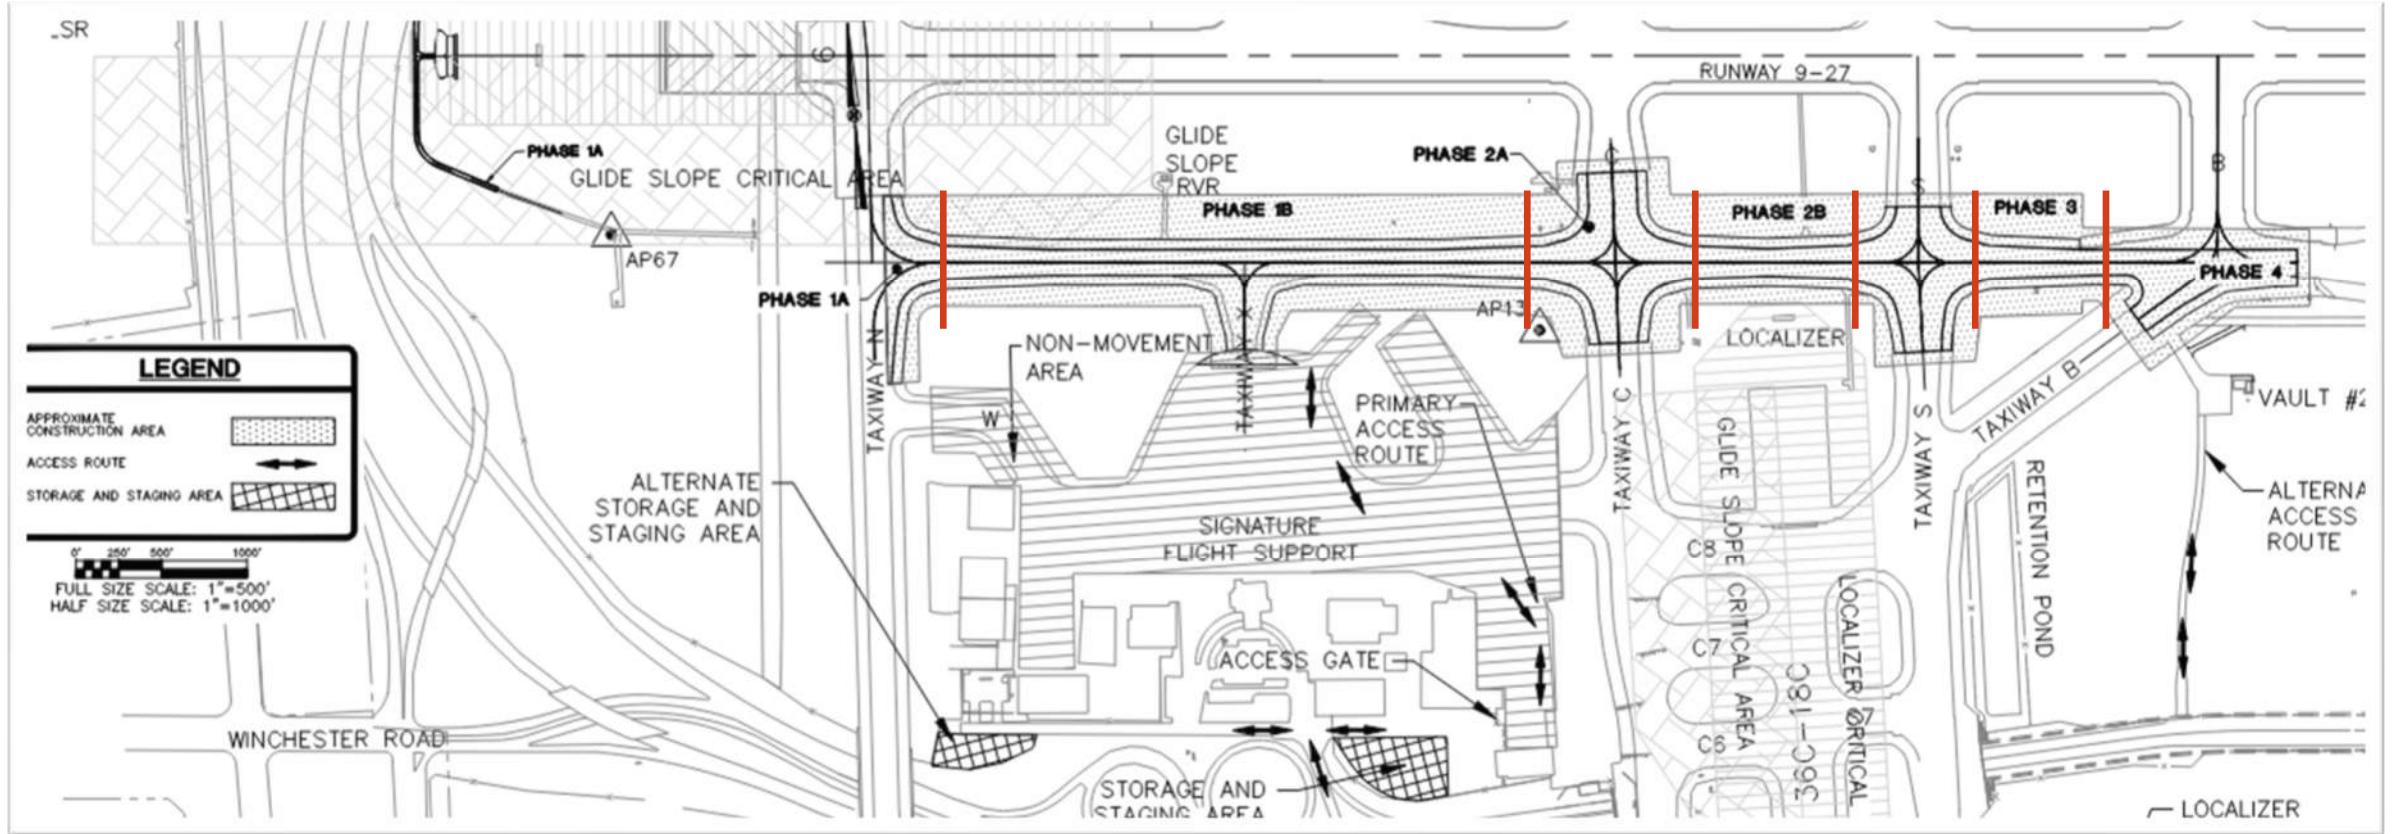 _SR
9
RUNWAY 9-27
PHASE 1A
GLIDE SLOPE CRITICAL AREA
GLIDE
SLOPE
RVR
PHASE 2A
C
S
B
PHASE 1B
PHASE 2B
PHASE 3
PHASE 4
AP67
PHASE 1A
AP13
LOCALIZER
NON-MOVEMENT
AREA
TAXIWAY N
W
PRIMARY
ACCESS
ROUTE
TAXIWAY C
TAXIWAY S
TAXIWAY B
VAULT #2
LEGEND
APPROXIMATE
CONSTRUCTION AREA
ACCESS ROUTE
STORAGE AND STAGING AREA
0' 250' 500' 1000'
FULL SIZE SCALE: 1"=500'
HALF SIZE SCALE: 1"=1000'
ALTERNATE
STORAGE AND
STAGING AREA
SIGNATURE
FLIGHT SUPPORT
GLIDE SLOPE CRITICAL AREA
LOCALIZER CRITICAL
RETENTION POND
ALTERNA
ACCESS
ROUTE
C8
C7
C6
36C-18C
ACCESS GATE
WINCHESTER ROAD
STORAGE AND
STAGING AREA
LOCALIZER